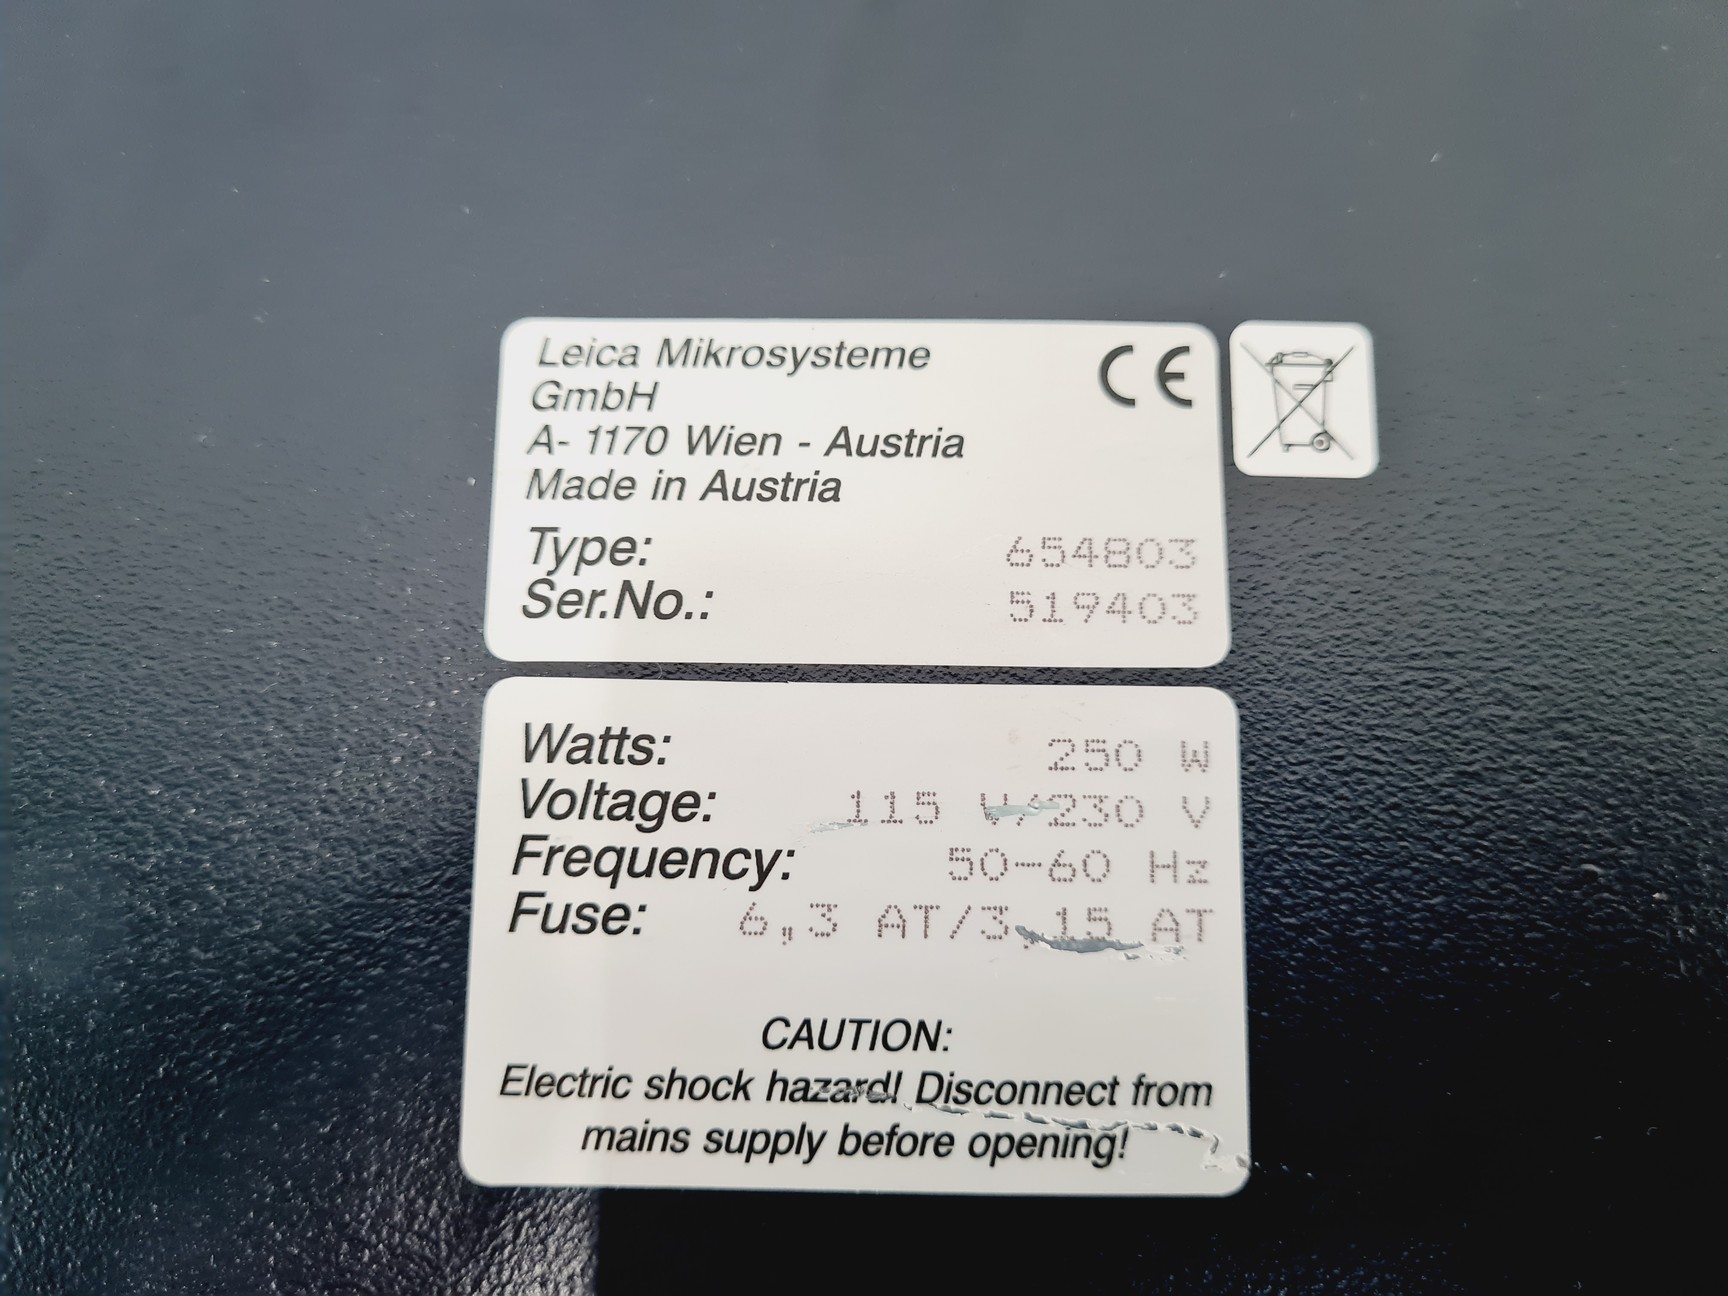 Leica Mikrosysteme
GmbH
A- 1170 Wien - Austria
Made in Austria
CE
Type: 654803
Ser.No.: 519403
Watts: 250 W
Voltage: 115 V/230 V
Frequency: 50-60 Hz
Fuse: 6,3 AT/3,15 AT
CAUTION:
Electric shock hazard! Disconnect from
mains supply before opening!